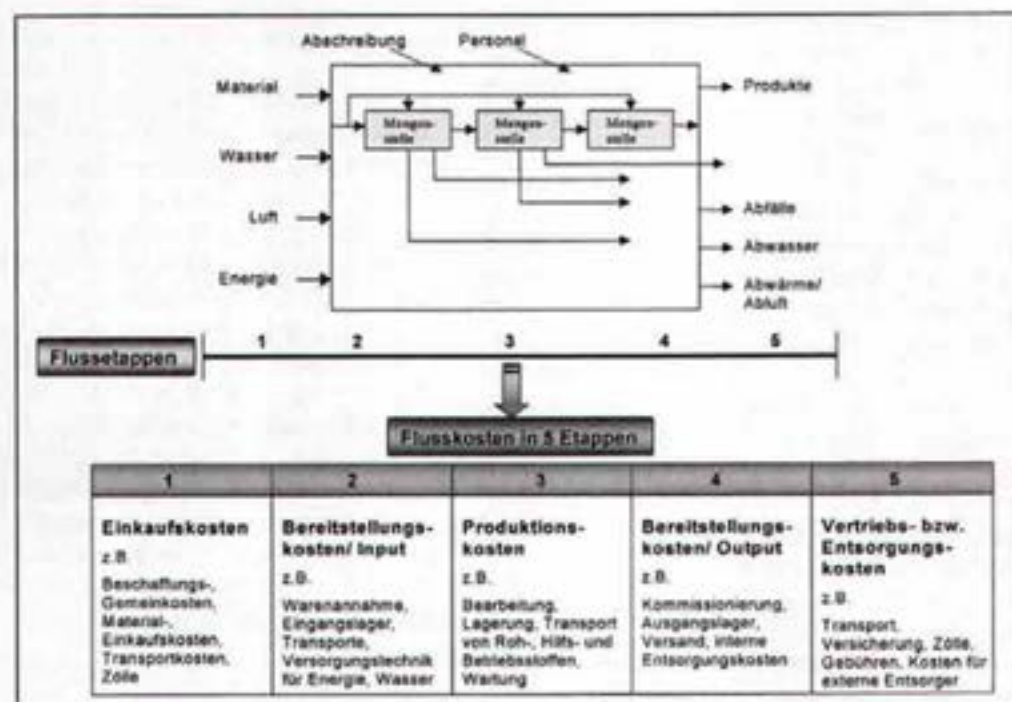 Abschreibung Personal
Material
Produkte
Mengen-
stelle
Mengen-
stelle
Mengen-
stelle
Wasser
Luft
Abfälle
Abwasser
Energie
Abwärme/
Abluft
1 2 3 4 5
Flussetappen
Flusskosten in 5 Etappen
1
Einkaufskosten
z.B.
Beschaffungs-,
Gemeinkosten,
Material-,
Einkaufskosten,
Transportkosten,
Zölle
2
Bereitstellungs-
kosten/ Input
z.B.
Warenannahme,
Eingangslager,
Transporte,
Versorgungstechnik
für Energie, Wasser
3
Produktions-
kosten
z.B.
Bearbeitung,
Lagerung, Transport
von Roh-, Hilfs- und
Betriebsstoffen,
Wartung
4
Bereitstellungs-
kosten/ Output
z.B.
Kommissionierung,
Ausgangslager,
Versand, interne
Entsorgungskosten
5
Vertriebs- bzw.
Entsorgungs-
kosten
z.B.
Transport,
Versicherung, Zölle,
Gebühren, Kosten für
externe Entsorger